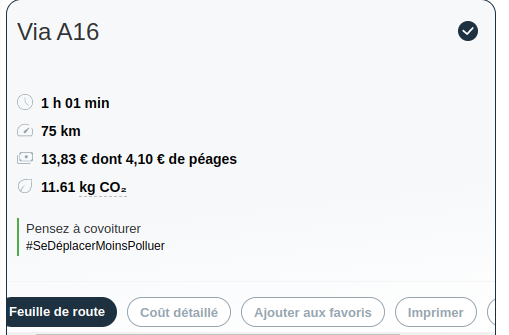 Via A16
1 h 01 min
75 km
13,83 € dont 4,10 € de péages
11.61 kg CO₂
Pensez à covoiturer
#SeDéplacerMoinsPolluer
Feuille de route
Coût détaillé
Ajouter aux favoris
Imprimer